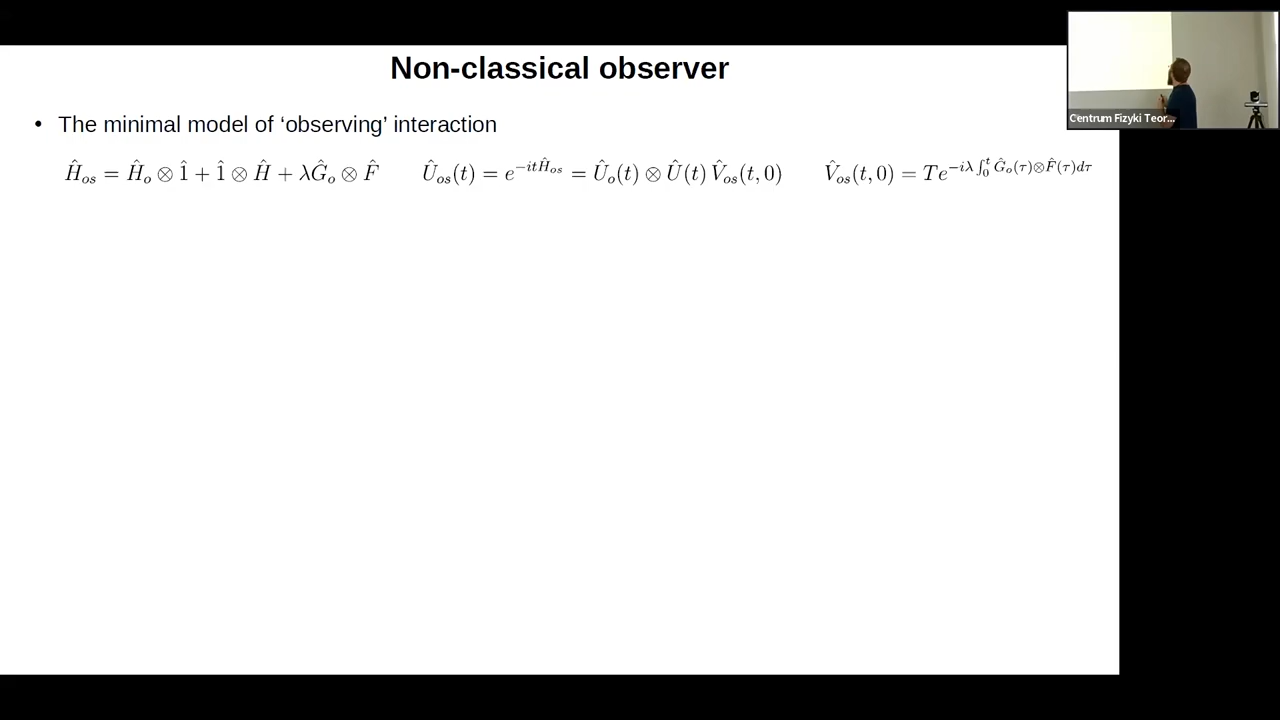 Non-classical observer
• The minimal model of ‘observing’ interaction
Ĥ_os = Ĥ_o ⊗ 1̂ + 1̂ ⊗ Ĥ + λĜ_o ⊗ F̂ Û_os(t) = e^{−itĤ_os} = Û_o(t) ⊗ Û(t) V̂_os(t, 0) V̂_os(t, 0) = Te^{−iλ ∫_0^t Ĝ_o(τ)⊗F̂(τ)dτ}
Centrum Fizyki Teor...